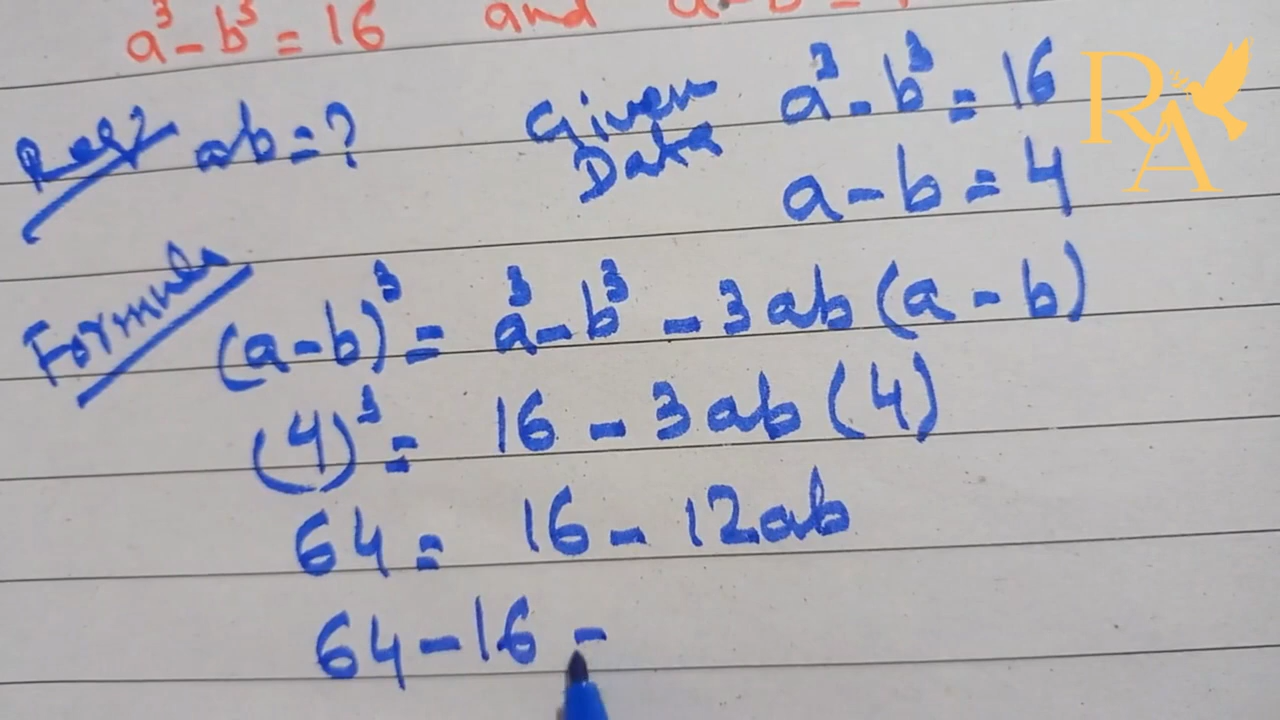 a³ - b³ = 16 and a - b =
Req? ab = ?
Given Data a³ - b³ = 16
a - b = 4
RA
Formula (a - b)³ = a³ - b³ - 3ab (a - b)
(4)³ = 16 - 3ab (4)
64 = 16 - 12ab
64 - 16 -